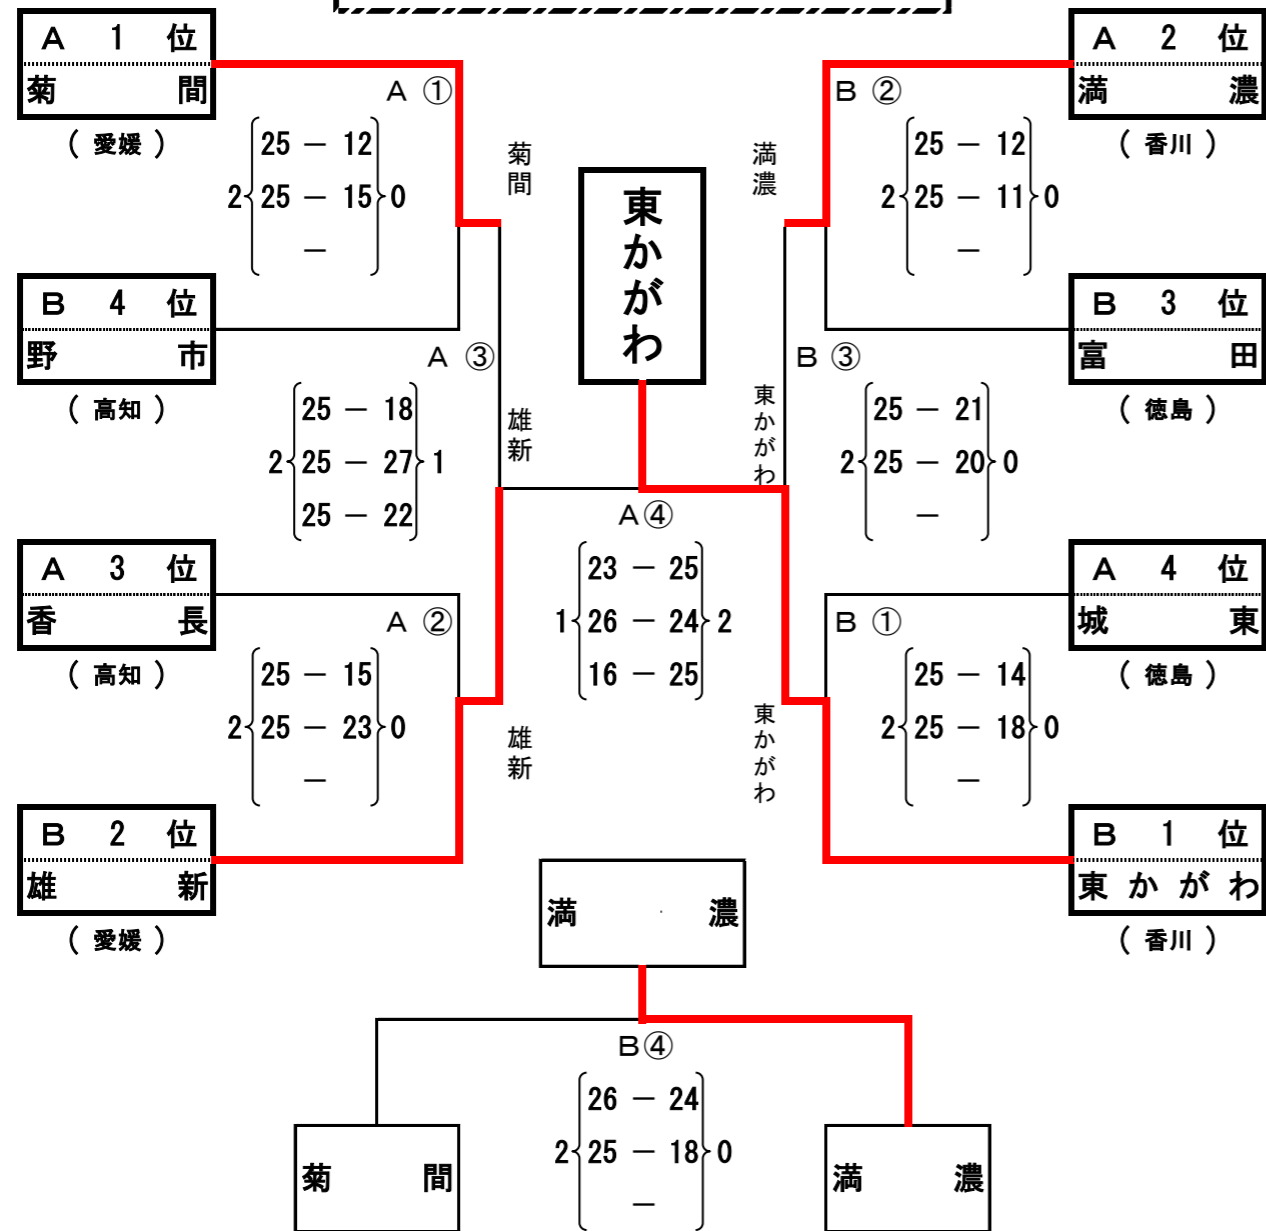 A 1 位
菊 間
( 愛媛 )
A ①
25 - 12
2 25 - 15 0
-
菊間
B 4 位
野 市
( 高知 )
A ③
25 - 18
2 25 - 27 1
25 - 22
雄新
A 3 位
香 長
( 高知 )
A ②
25 - 15
2 25 - 23 0
-
雄新
B 2 位
雄 新
( 愛媛 )
東かがわ
A④
23 - 25
1 26 - 24 2
16 - 25
A 2 位
満 濃
( 香川 )
B ②
25 - 12
2 25 - 11 0
-
満濃
B 3 位
富 田
( 徳島 )
B ③
25 - 21
2 25 - 20 0
-
東かがわ
A 4 位
城 東
( 徳島 )
B ①
25 - 14
2 25 - 18 0
-
東かがわ
B 1 位
東かがわ
( 香川 )
満 濃
B④
26 - 24
2 25 - 18 0
-
菊 間
満 濃